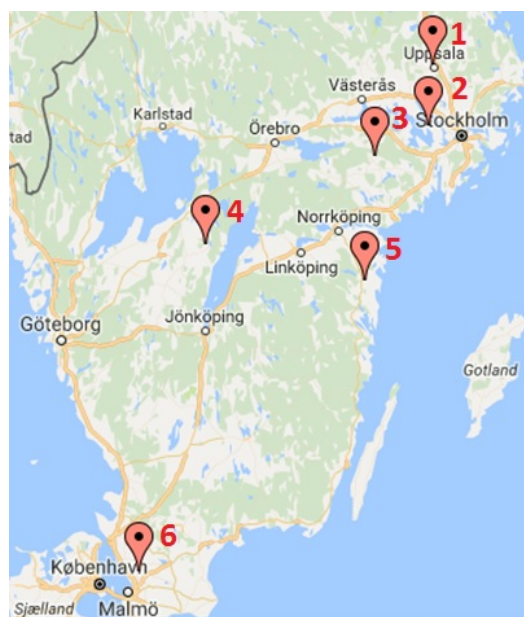 1
Uppsala
2
Västerås
Stockholm
3
Karlstad
Örebro
tad
4
Norrköping
5
Linköping
Göteborg
Jönköping
Gotland
6
København
Malmö
Sjælland